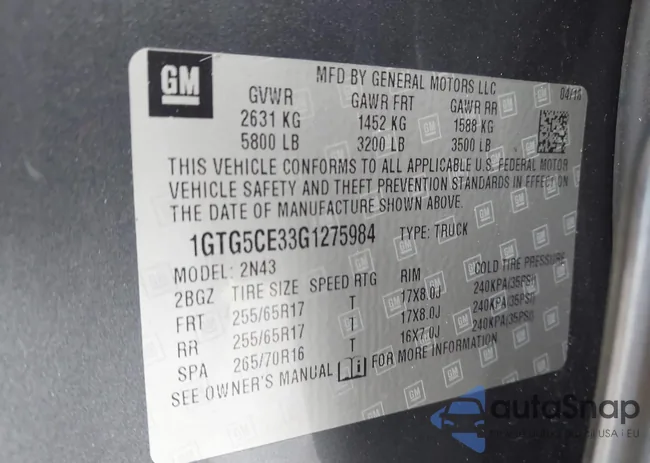 GM
MFD BY GENERAL MOTORS LLC
04/16
GVWR GAWR FRT GAWR RR
2631 KG 1452 KG 1588 KG
5800 LB 3200 LB 3500 LB
THIS VEHICLE CONFORMS TO ALL APPLICABLE U.S. FEDERAL MOTOR
VEHICLE SAFETY AND THEFT PREVENTION STANDARDS IN EFFECT ON
THE DATE OF MANUFACTURE SHOWN ABOVE.
1GTG5CE33G1275984 TYPE: TRUCK
MODEL: 2N43
2BGZ TIRE SIZE SPEED RTG RIM COLD TIRE PRESSURE
FRT 255/65R17 T 17X8.0J 240KPA(35PSI)
RR 255/65R17 T 17X8.0J 240KPA(35PSI)
SPA 265/70R16 T 16X7.0J 240KPA(35PSI)
SEE OWNER'S MANUAL FOR MORE INFORMATION
autoSnap
USA • EU